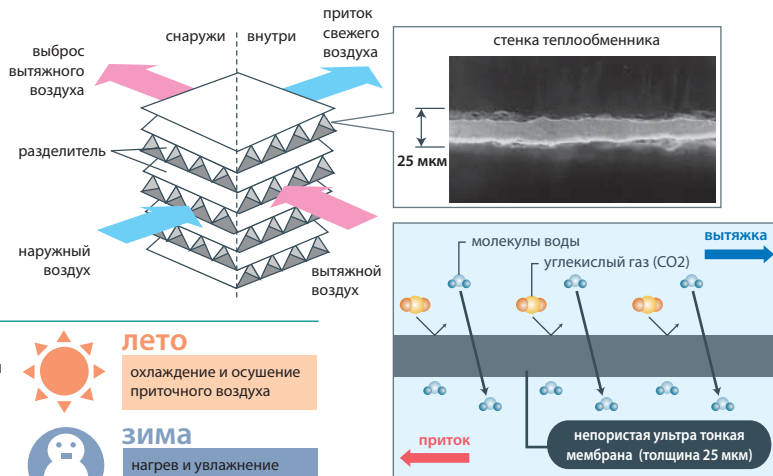 снаружи
внутри
приток
свежего
воздуха
выброс
вытяжного
воздуха
разделитель
наружный
воздух
вытяжной
воздух
стенка теплообменника
25 мкм
молекулы воды
углекислый газ (CO2)
вытяжка
приток
непористая ультра тонкая
мембрана (толщина 25 мкм)
лето
охлаждение и осушение
приточного воздуха
зима
нагрев и увлажнение